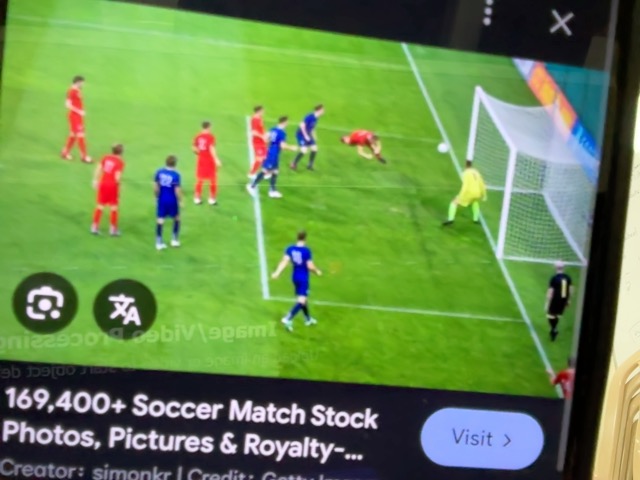 Image/Video Processing
169,400+ Soccer Match Stock
Photos, Pictures & Royalty-...
Visit >
Creator: simonkr | Credit: Getty